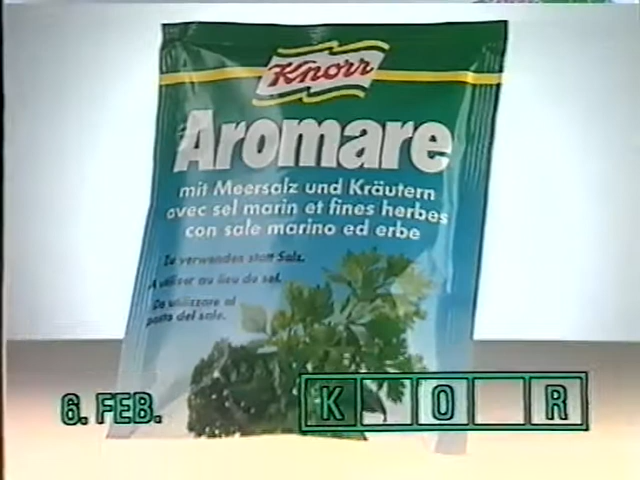 Knorr
Aromare
mit Meersalz und Kräutern
avec sel marin et fines herbes
con sale marino ed erbe
Zu verwenden statt Salz.
A utiliser au lieu de sel.
Da utilizzare al
posto del sale.
6. FEB.
K O R